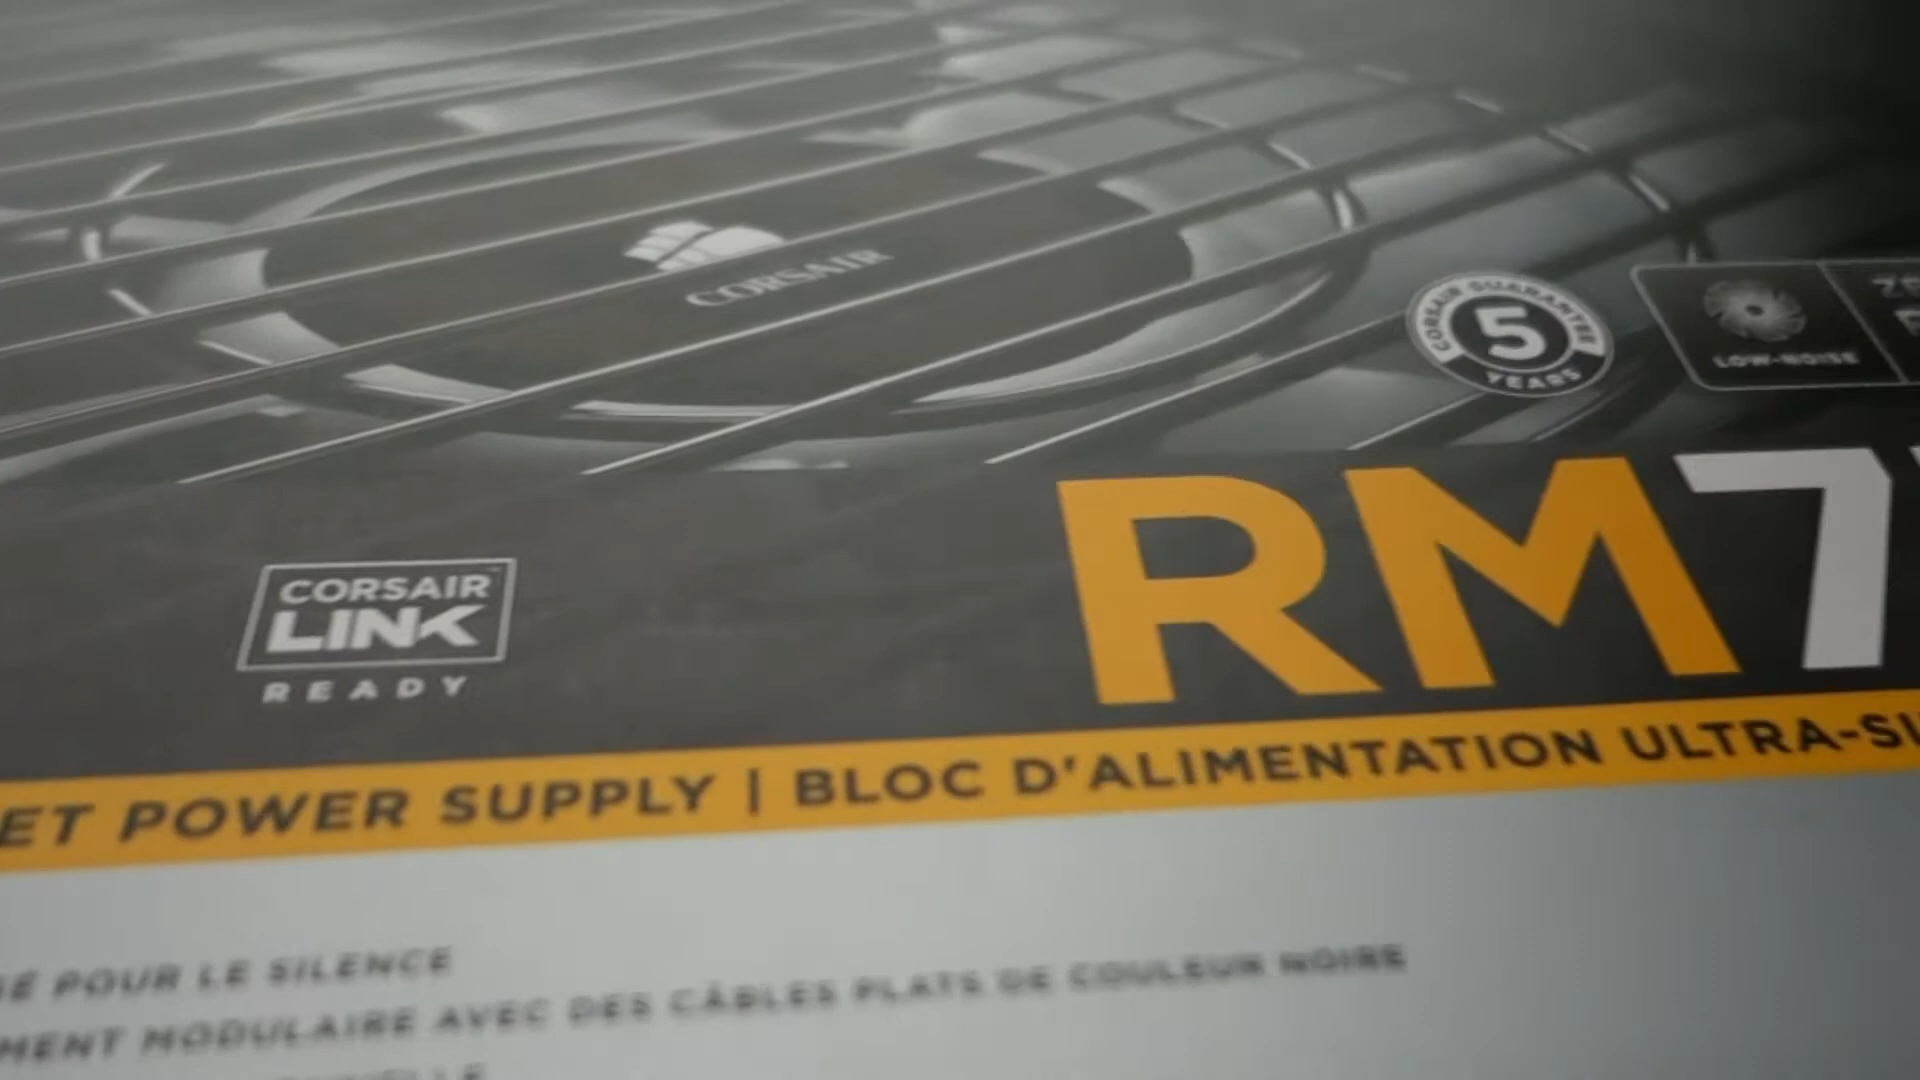 CORSAIR
CORSAIR GUARANTEE
5
YEARS
LOW-NOISE
RM7
CORSAIR
LINK
READY
ET POWER SUPPLY | BLOC D'ALIMENTATION ULTRA-SI
SÉ POUR LE SILENCE
MENT MODULAIRE AVEC DES CÂBLES PLATS DE COULEUR NOIRE